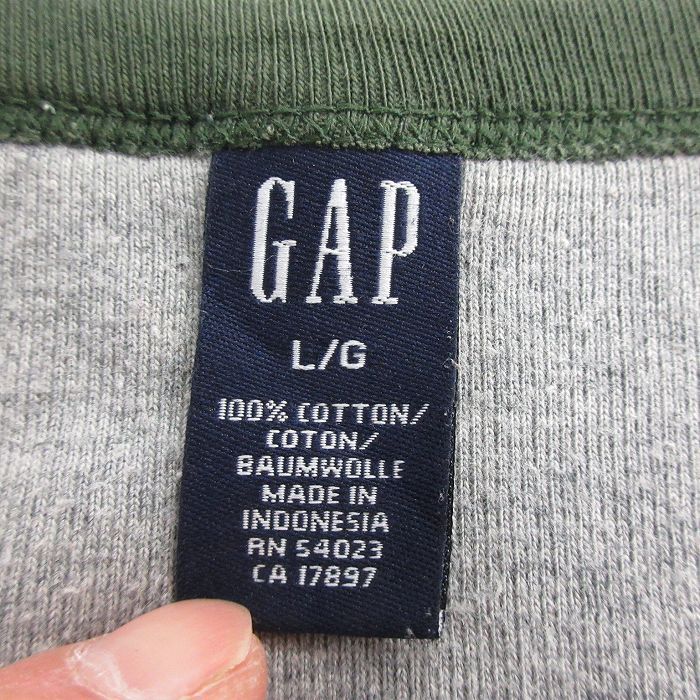 GAP
L/G
100% COTTON/
COTON/
BAUMWOLLE
MADE IN
INDONESIA
RN 54023
CA 17897